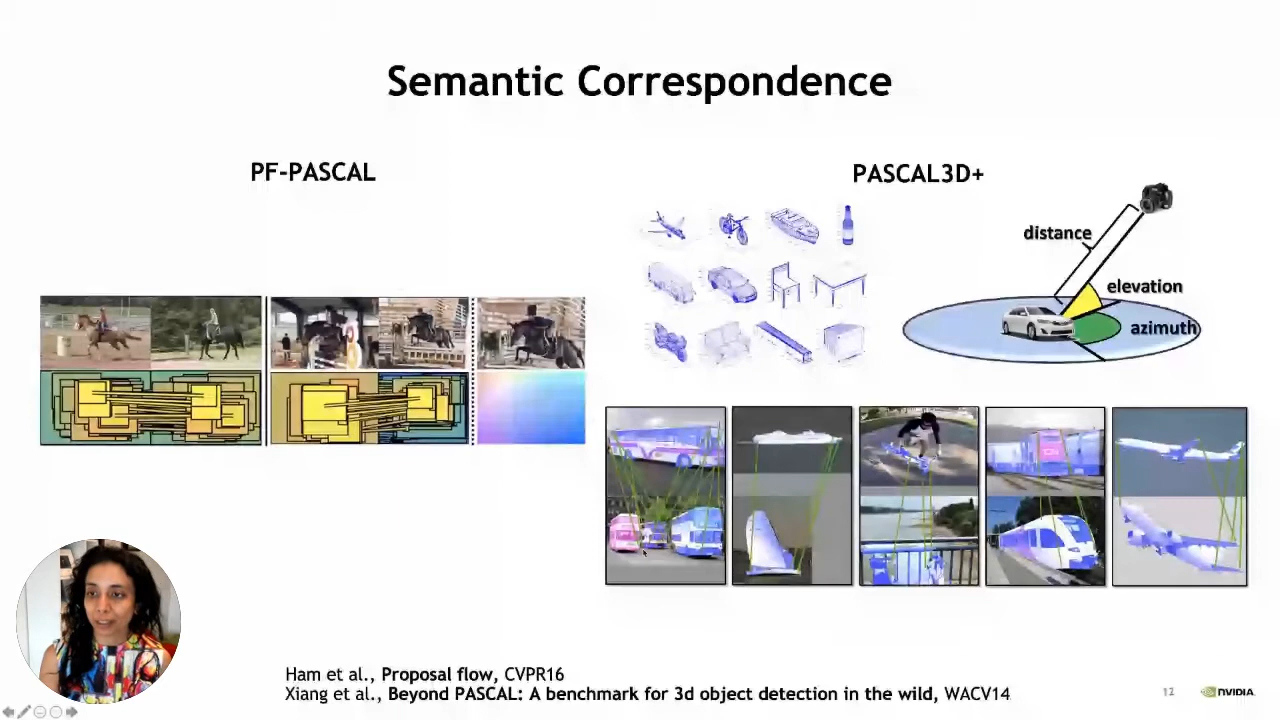 Semantic Correspondence
PF-PASCAL
PASCAL3D+
distance
elevation
azimuth
Ham et al., Proposal flow, CVPR16
Xiang et al., Beyond PASCAL: A benchmark for 3d object detection in the wild, WACV14
12
NVIDIA.